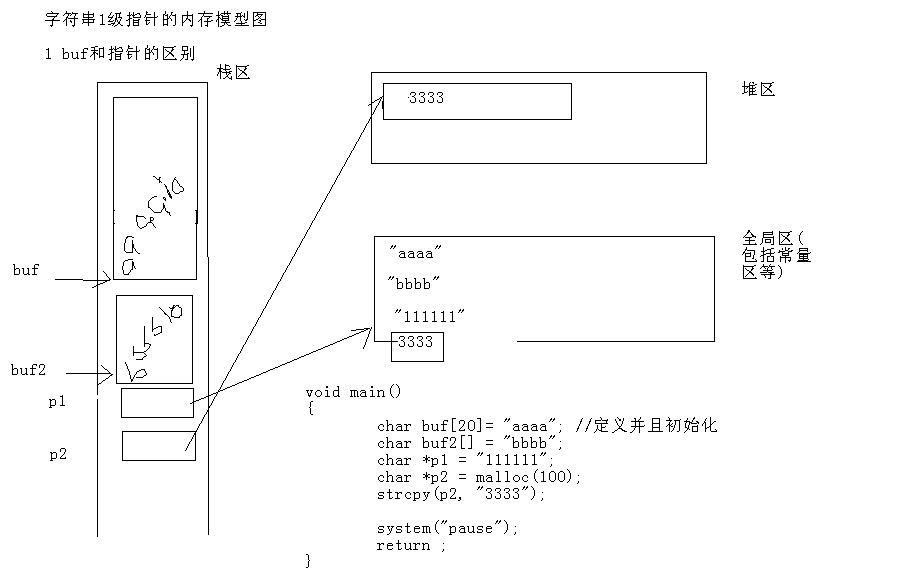 字符串1级指针的内存模型图
1 buf和指针的区别
栈区
3333
堆区
aaaa\0
buf
"aaaa"
"bbbb"
"111111"
3333
全局区(
包括常量
区等)
bbbb\0
buf2
p1
p2
void main()
{
char buf[20]= "aaaa"; //定义并且初始化
char buf2[] = "bbbb";
char *p1 = "111111";
char *p2 = malloc(100);
strcpy(p2, "3333");
system("pause");
return ;
}